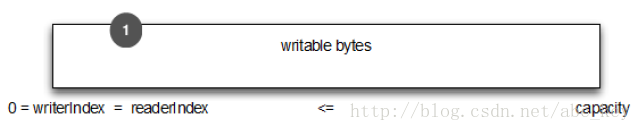 1
writable bytes
0 = writerIndex = readerIndex <= capacity